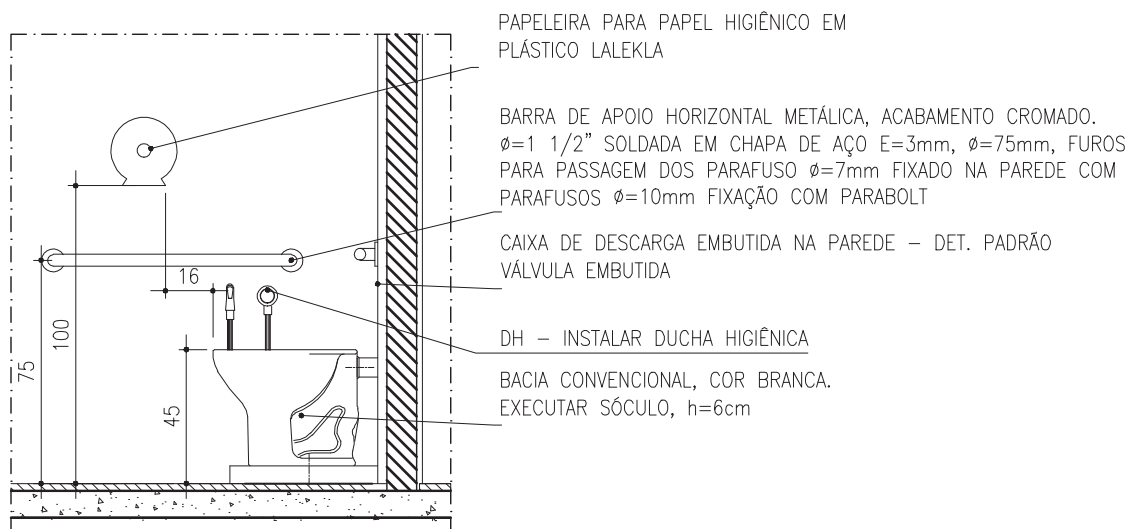 PAPELEIRA PARA PAPEL HIGIÊNICO EM
PLÁSTICO LALEKLA
BARRA DE APOIO HORIZONTAL METÁLICA, ACABAMENTO CROMADO.
ø=1 1/2" SOLDADA EM CHAPA DE AÇO E=3mm, ø=75mm, FUROS
PARA PASSAGEM DOS PARAFUSO ø=7mm FIXADO NA PAREDE COM
PARAFUSOS ø=10mm FIXAÇÃO COM PARABOLT
CAIXA DE DESCARGA EMBUTIDA NA PAREDE – DET. PADRÃO
VÁLVULA EMBUTIDA
16
100
75
45
DH – INSTALAR DUCHA HIGIÊNICA
BACIA CONVENCIONAL, COR BRANCA.
EXECUTAR SÓCULO, h=6cm